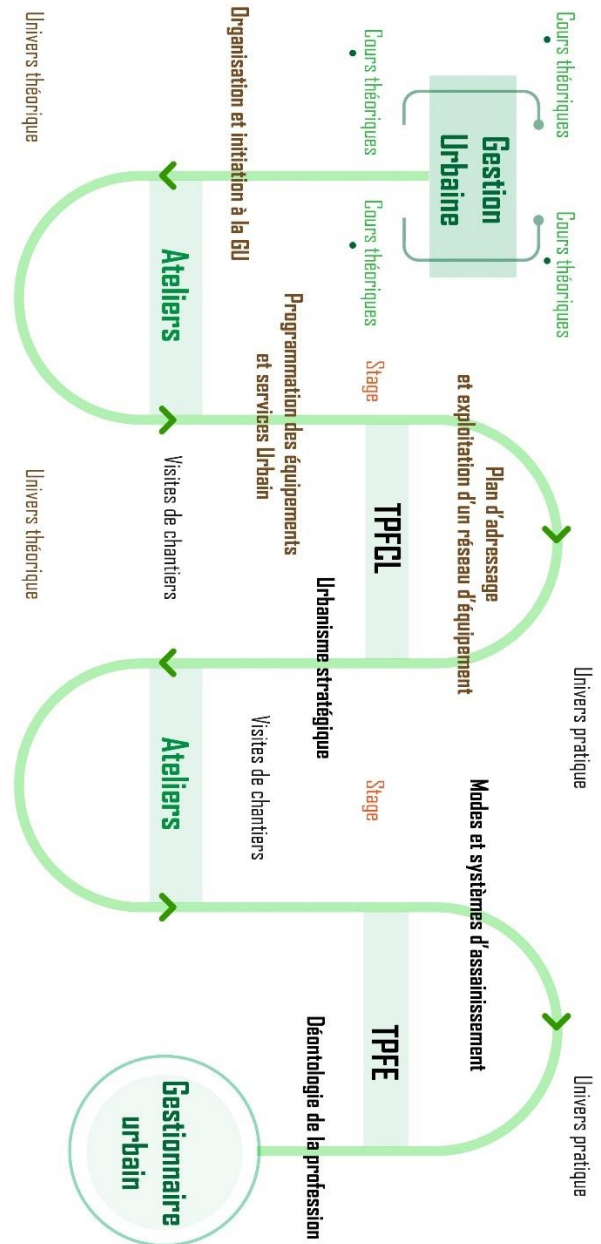 Cours théoriques
Cours théoriques
Gestion
Urbaine
Cours théoriques
Cours théoriques
Organisation et initiation à la GU
Univers théorique
Ateliers
Stage
Programmation des équipements
et services Urbain
Visites de chantiers
Univers théorique
Plan d'adressage
et exploitation d'un réseau d'équipement
TPFCL
Urbanisme stratégique
Univers pratique
Ateliers
Visites de chantiers
Stage
Modes et systèmes d'assainissement
TPFE
Déontologie de la profession
Univers pratique
Gestionnaire
urbain